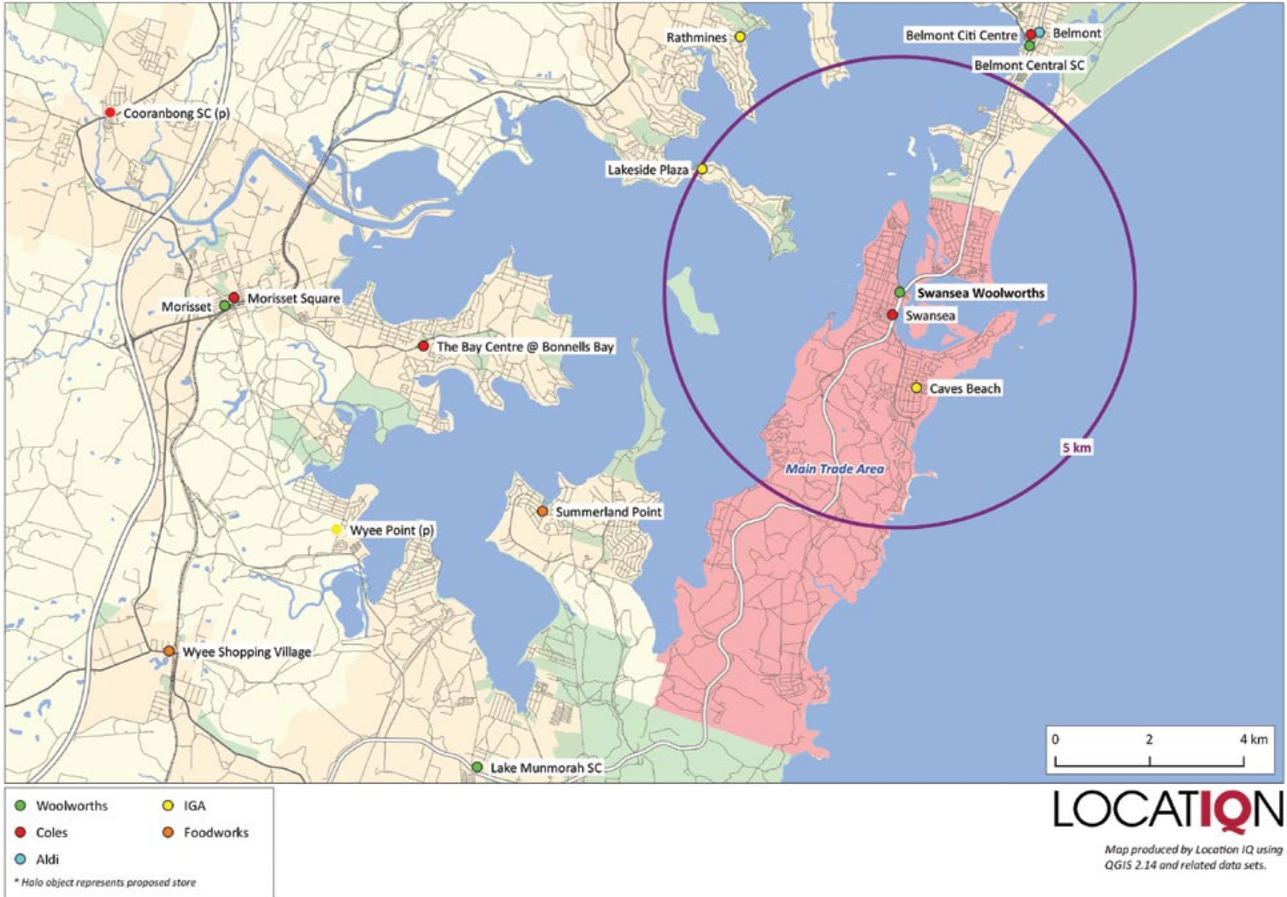 Rathmines
Belmont Citi Centre
Belmont
Belmont Central SC
Cooranbong SC (p)
Lakeside Plaza
Swansea Woolworths
Morisset Square
Morisset
Swansea
The Bay Centre @ Bonnells Bay
Caves Beach
5 km
Main Trade Area
Summerland Point
Wyee Point (p)
Wyee Shopping Village
Lake Munmorah SC
0 2 4 km
Woolworths
IGA
Coles
Foodworks
Aldi
* Halo object represents proposed store
LOCATIQN
Map produced by Location IQ using
QGIS 2.14 and related data sets.